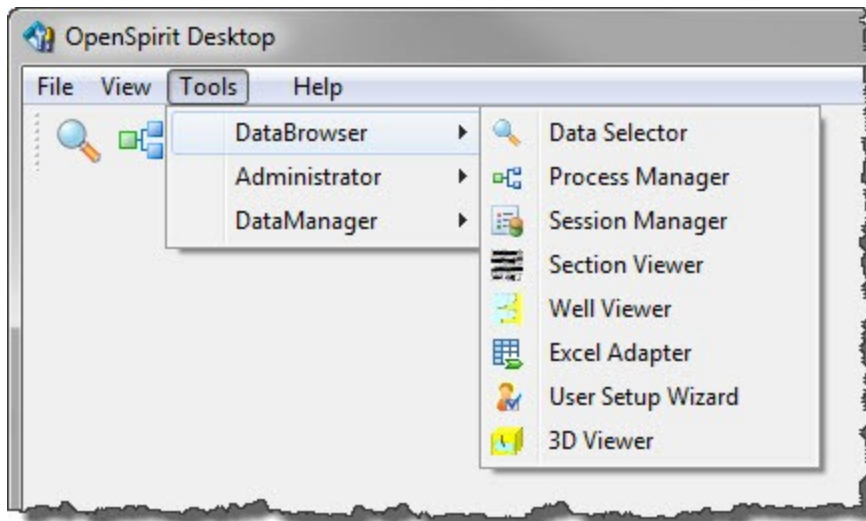 OpenSpirit Desktop
File View Tools Help
DataBrowser
Administrator
DataManager
Data Selector
Process Manager
Session Manager
Section Viewer
Well Viewer
Excel Adapter
User Setup Wizard
3D Viewer